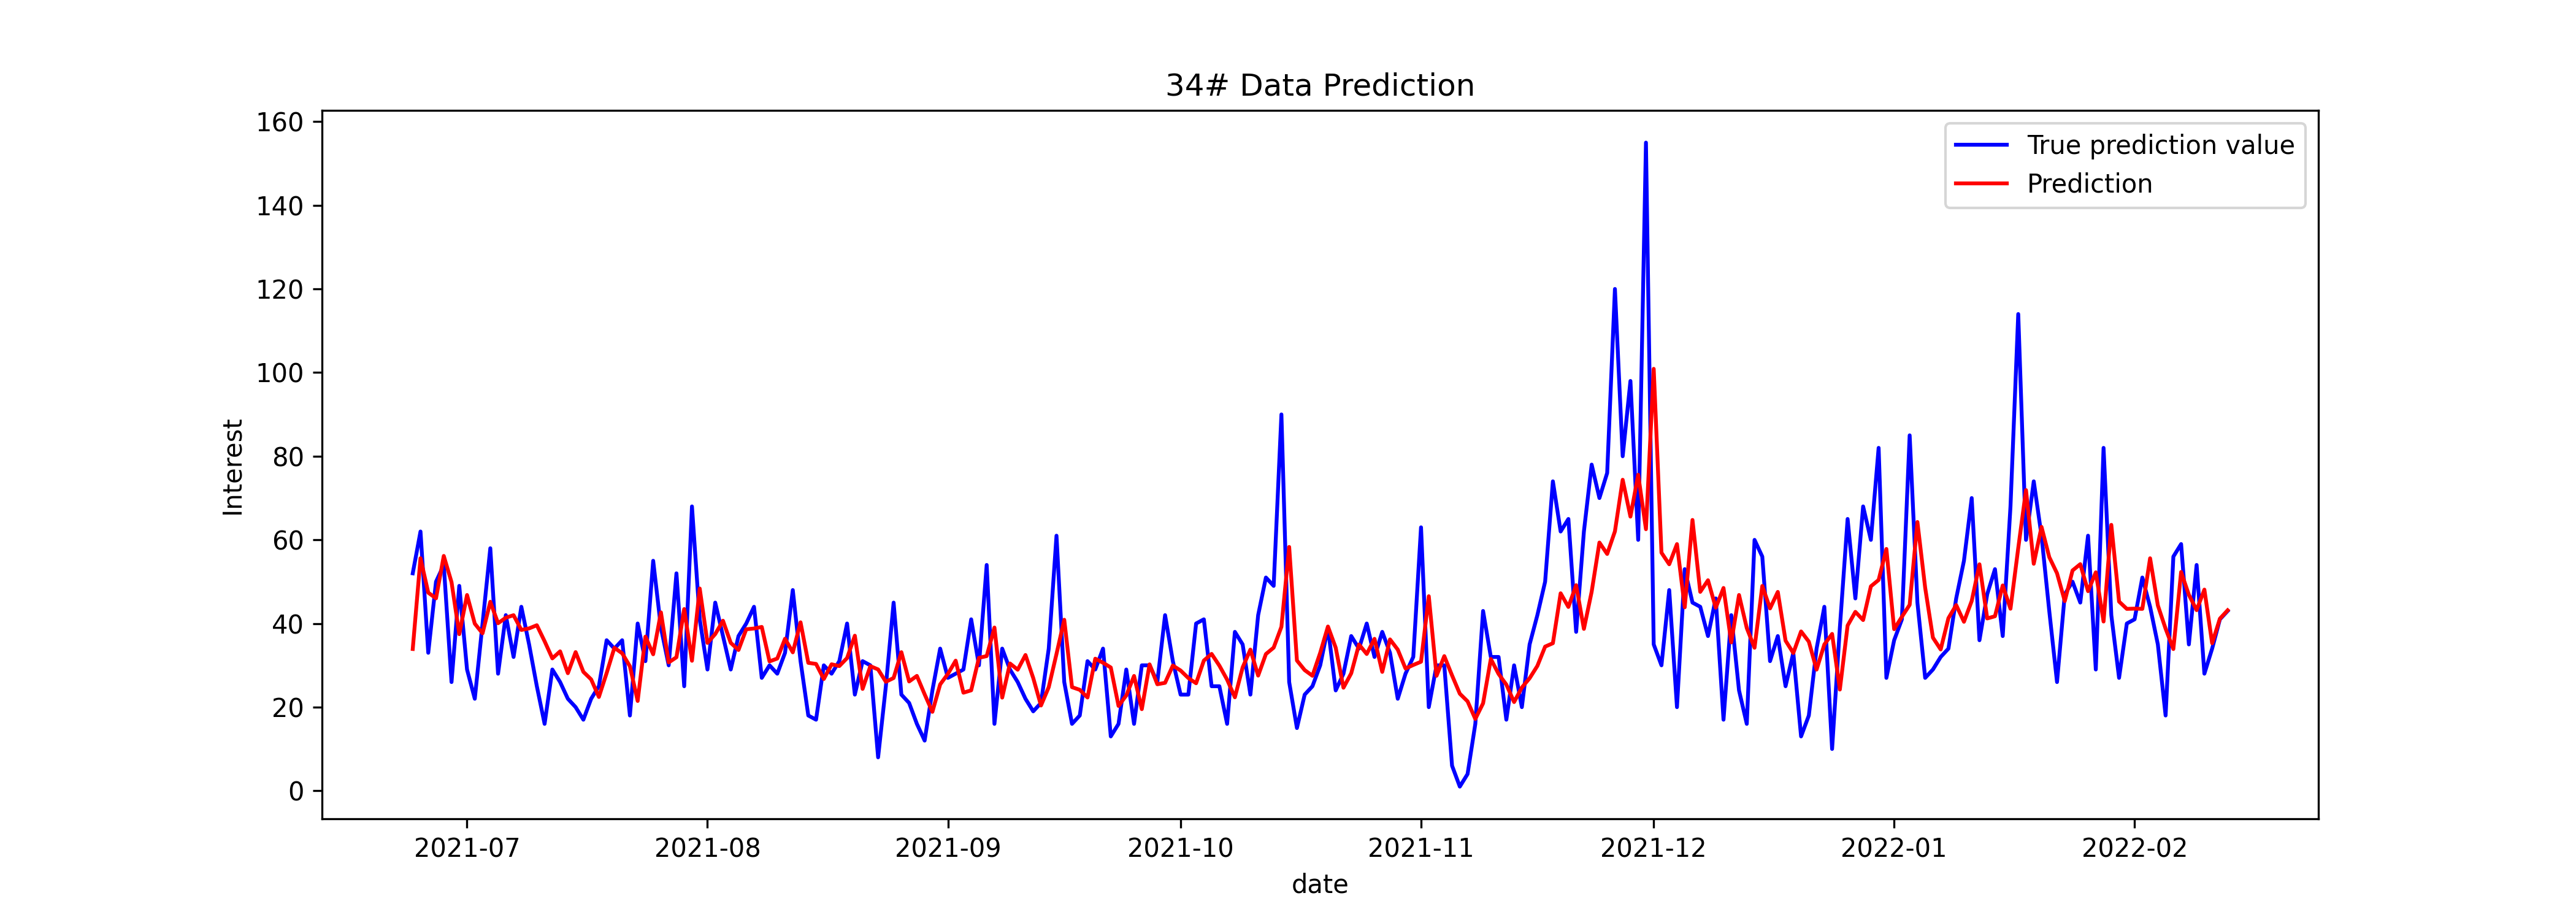 34# Data Prediction
160
140
120
100
80
60
40
20
0
Interest
True prediction value
Prediction
2021-07 2021-08 2021-09 2021-10 2021-11 2021-12 2022-01 2022-02
date